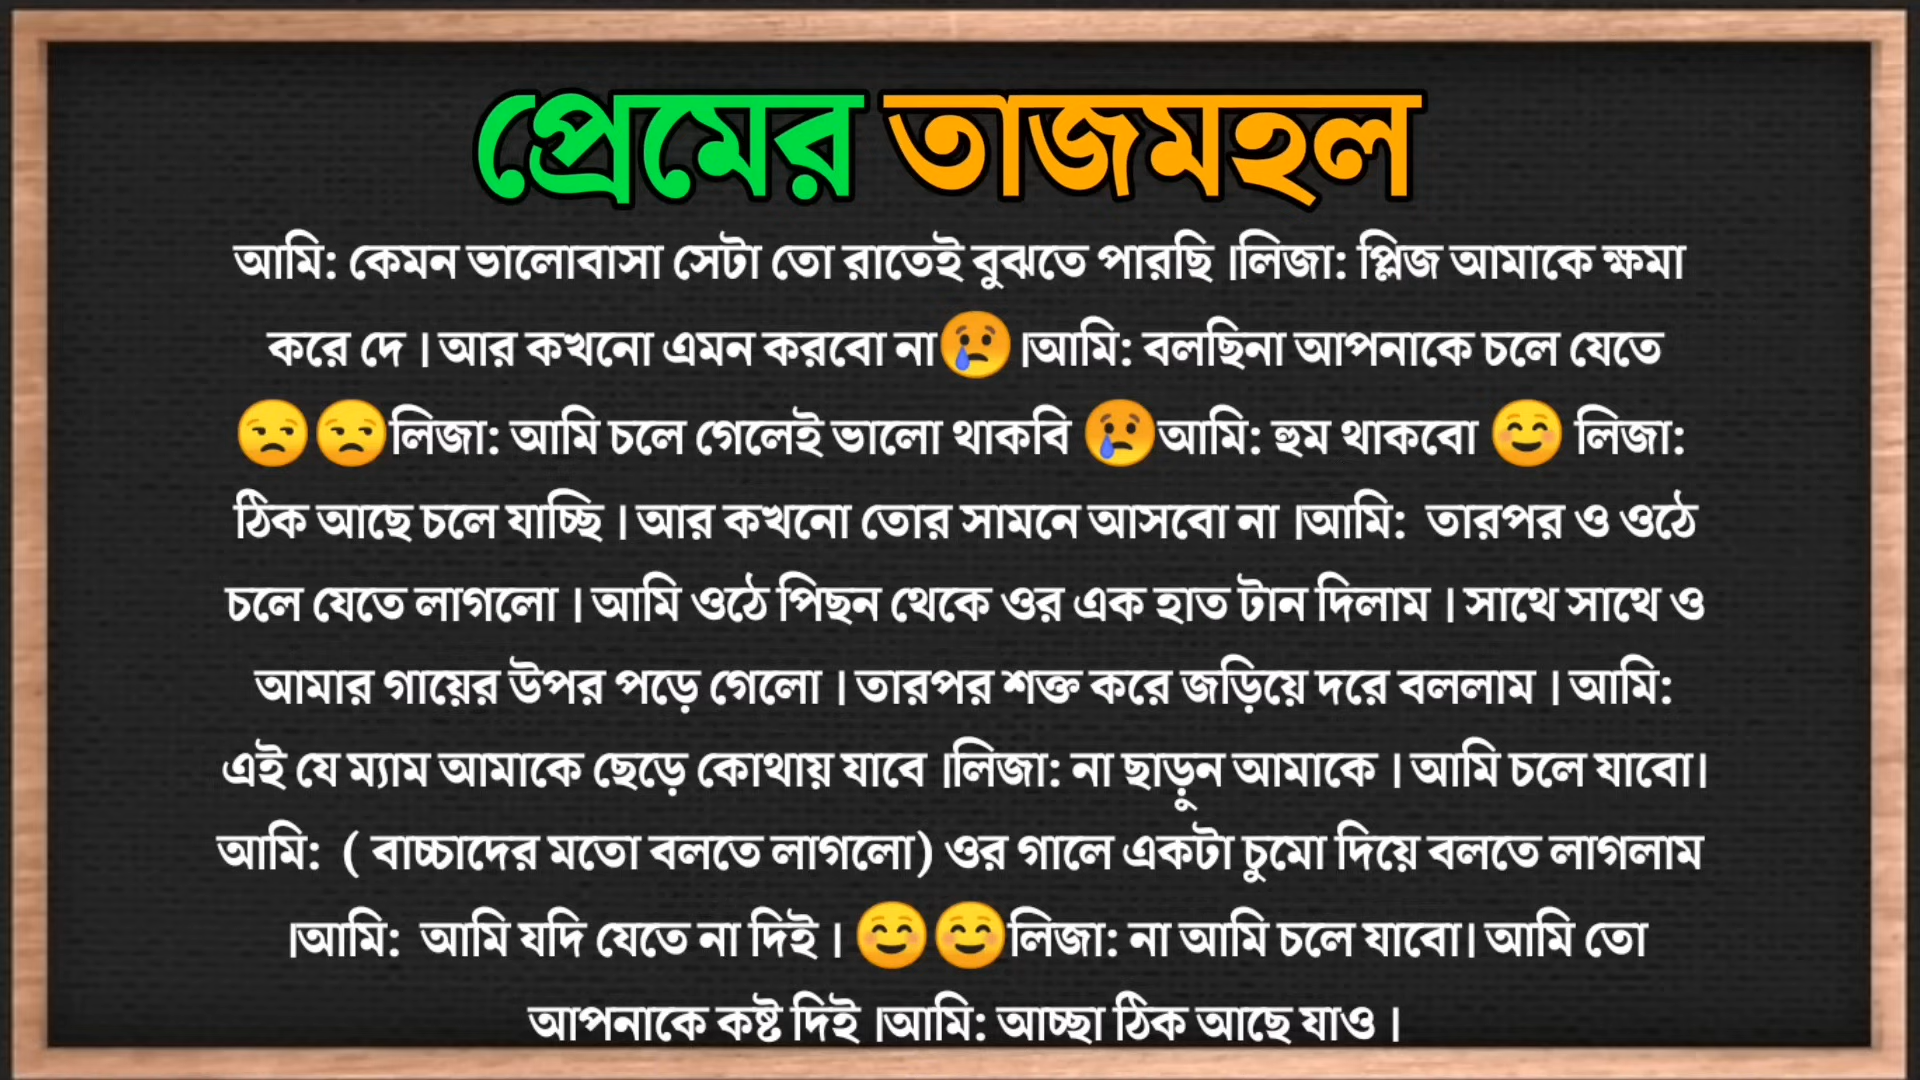 প্রেমের তাজমহল
আমি: কেমন ভালোবাসা সেটা তো রাতেই বুঝতে পারছি ।লিজা: প্লিজ আমাকে ক্ষমা
করে দে । আর কখনো এমন করবো না😢।আমি: বলছিনা আপনাকে চলে যেতে
😒😒লিজা: আমি চলে গেলেই ভালো থাকবি 😢আমি: হুম থাকবো ☺️ লিজা:
ঠিক আছে চলে যাচ্ছি । আর কখনো তোর সামনে আসবো না ।আমি: তারপর ও ওঠে
চলে যেতে লাগলো । আমি ওঠে পিছন থেকে ওর এক হাত টান দিলাম । সাথে সাথে ও
আমার গায়ের উপর পড়ে গেলো । তারপর শক্ত করে জড়িয়ে দরে বললাম । আমি:
এই যে ম্যাম আমাকে ছেড়ে কোথায় যাবে ।লিজা: না ছাড়ুন আমাকে । আমি চলে যাবো।
আমি: ( বাচ্চাদের মতো বলতে লাগলো) ওর গালে একটা চুমো দিয়ে বলতে লাগলাম
।আমি: আমি যদি যেতে না দিই । ☺️☺️লিজা: না আমি চলে যাবো। আমি তো
আপনাকে কষ্ট দিই ।আমি: আচ্ছা ঠিক আছে যাও ।